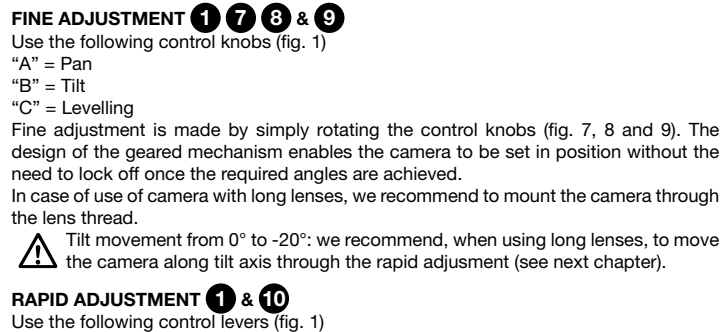 FINE ADJUSTMENT 1 7 8 & 9
Use the following control knobs (fig. 1)
“A” = Pan
“B” = Tilt
“C” = Levelling
Fine adjustment is made by simply rotating the control knobs (fig. 7, 8 and 9). The
design of the geared mechanism enables the camera to be set in position without the
need to lock off once the required angles are achieved.
In case of use of camera with long lenses, we recommend to mount the camera through
the lens thread.
Tilt movement from 0° to -20°: we recommend, when using long lenses, to move
the camera along tilt axis through the rapid adjusment (see next chapter).
RAPID ADJUSTMENT 1 & 10
Use the following control levers (fig. 1)